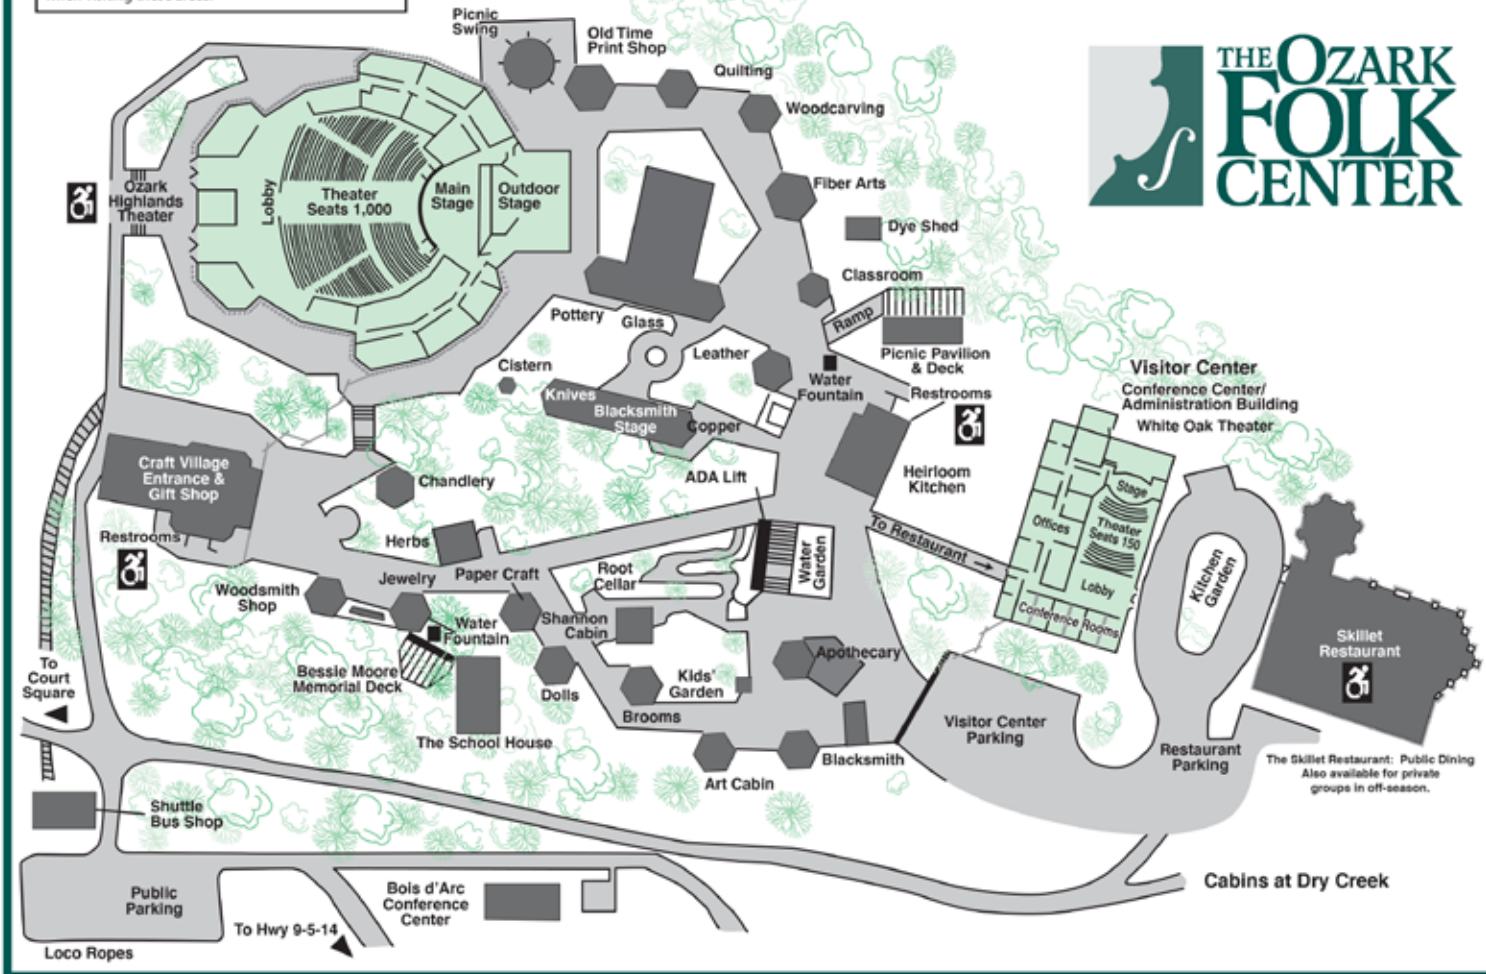 Picnic
Swing
Old Time
Print Shop
Quilting
Woodcarving
THE OZARK
FOLK
CENTER
Ozark
Highlands
Theater
Lobby
Theater
Seats 1,000
Main
Stage
Outdoor
Stage
Fiber Arts
Dye Shed
Classroom
Ramp
Picnic Pavilion
& Deck
Pottery
Glass
Leather
Cistern
Knives
Blacksmith
Stage
Copper
Water
Fountain
Restrooms
Heirloom
Kitchen
Visitor Center
Conference Center/
Administration Building
White Oak Theater
Craft Village
Entrance &
Gift Shop
Restrooms
Chandlery
Herbs
ADA Lift
To Restaurant
Water
Garden
Stage
Offices
Theater
Seats 150
Lobby
Conference Rooms
Kitchen
Garden
Skillet
Restaurant
Woodsmith
Shop
Jewelry
Paper Craft
Root
Cellar
Shannon
Cabin
Water
Fountain
Bessie Moore
Memorial Deck
The School House
Dolls
Brooms
Kids'
Garden
Apothecary
Blacksmith
Art Cabin
Visitor Center
Parking
Restaurant
Parking
The Skillet Restaurant: Public Dining
Also available for private
groups in off-season.
To
Court
Square
Shuttle
Bus Shop
Public
Parking
Loco Ropes
To Hwy 9-5-14
Bois d'Arc
Conference
Center
Cabins at Dry Creek